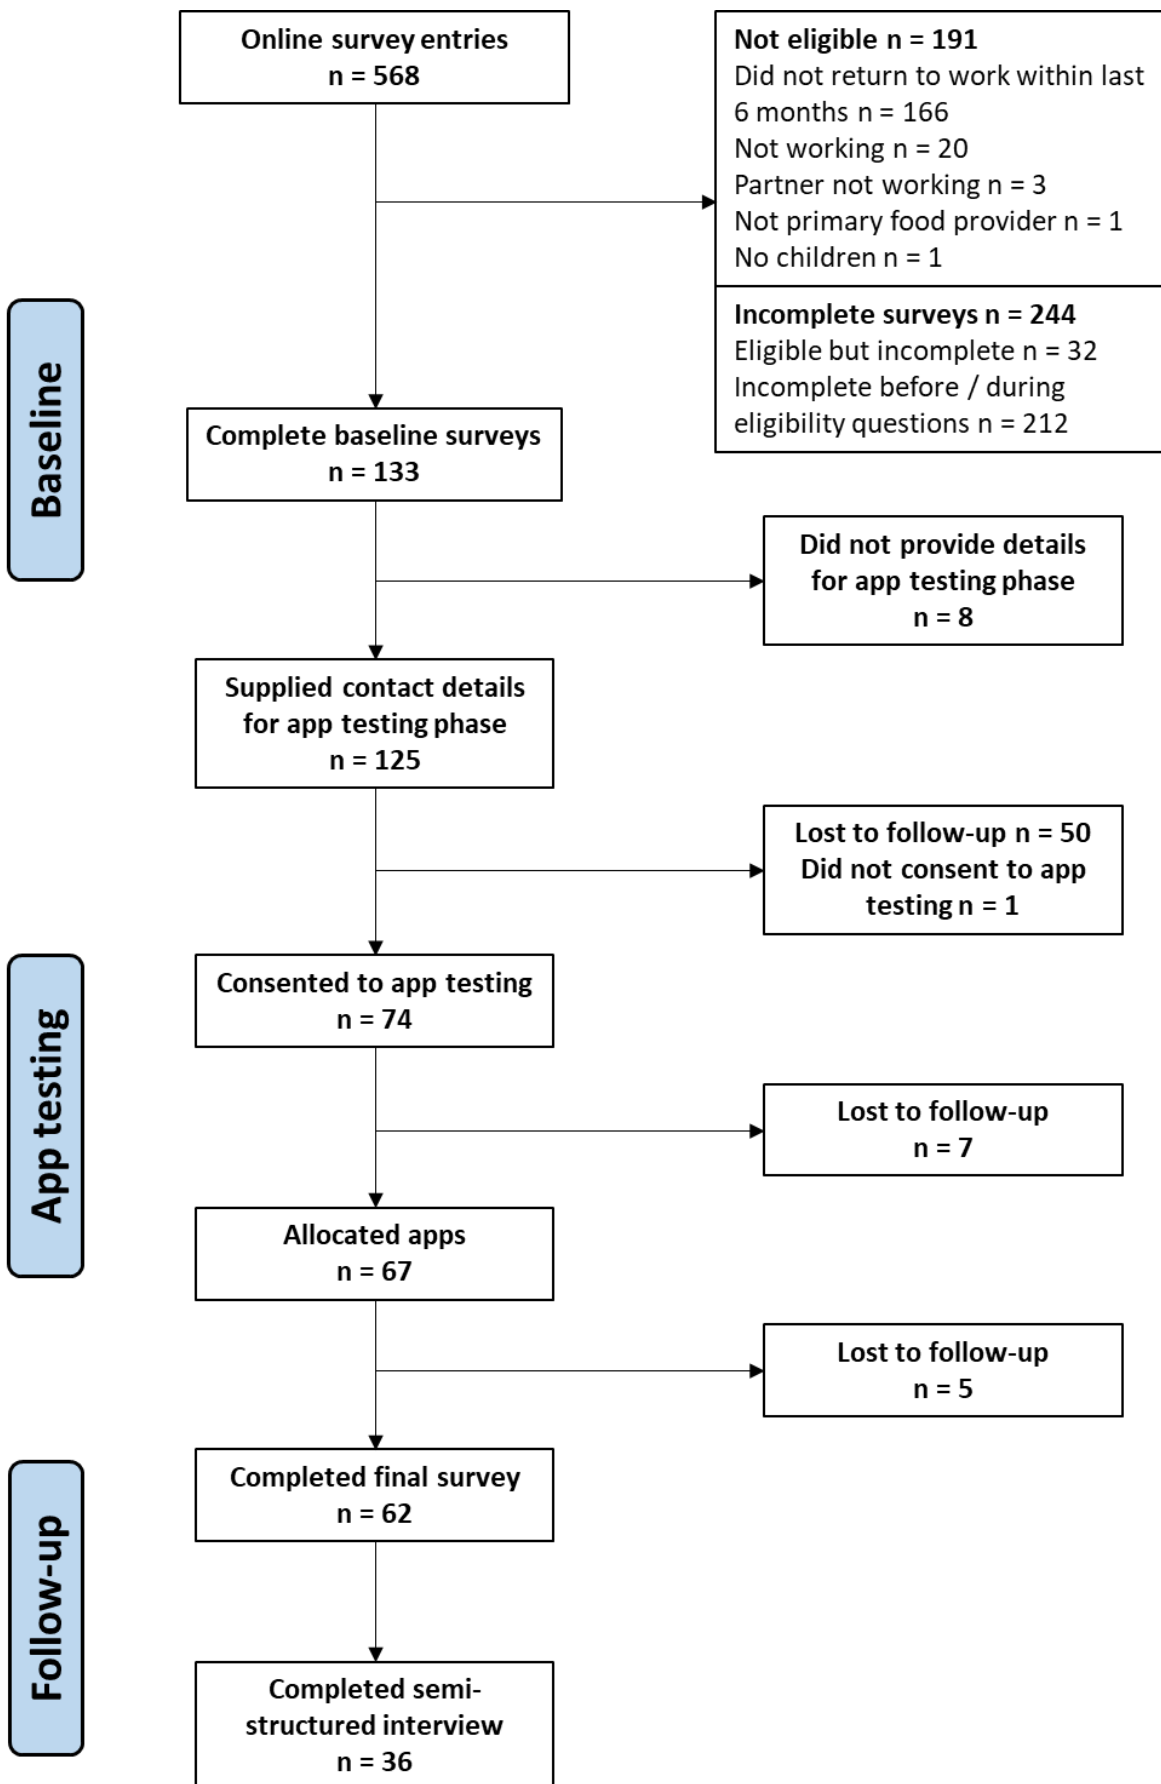 Online survey entries
n = 568
Not eligible n = 191
Did not return to work within last
6 months n = 166
Not working n = 20
Partner not working n = 3
Not primary food provider n = 1
No children n = 1
Incomplete surveys n = 244
Eligible but incomplete n = 32
Incomplete before / during
eligibility questions n = 212
Baseline
Complete baseline surveys
n = 133
Did not provide details
for app testing phase
n = 8
Supplied contact details
for app testing phase
n = 125
Lost to follow-up n = 50
Did not consent to app
testing n = 1
App testing
Consented to app testing
n = 74
Lost to follow-up
n = 7
Allocated apps
n = 67
Lost to follow-up
n = 5
Follow-up
Completed final survey
n = 62
Completed semi-
structured interview
n = 36